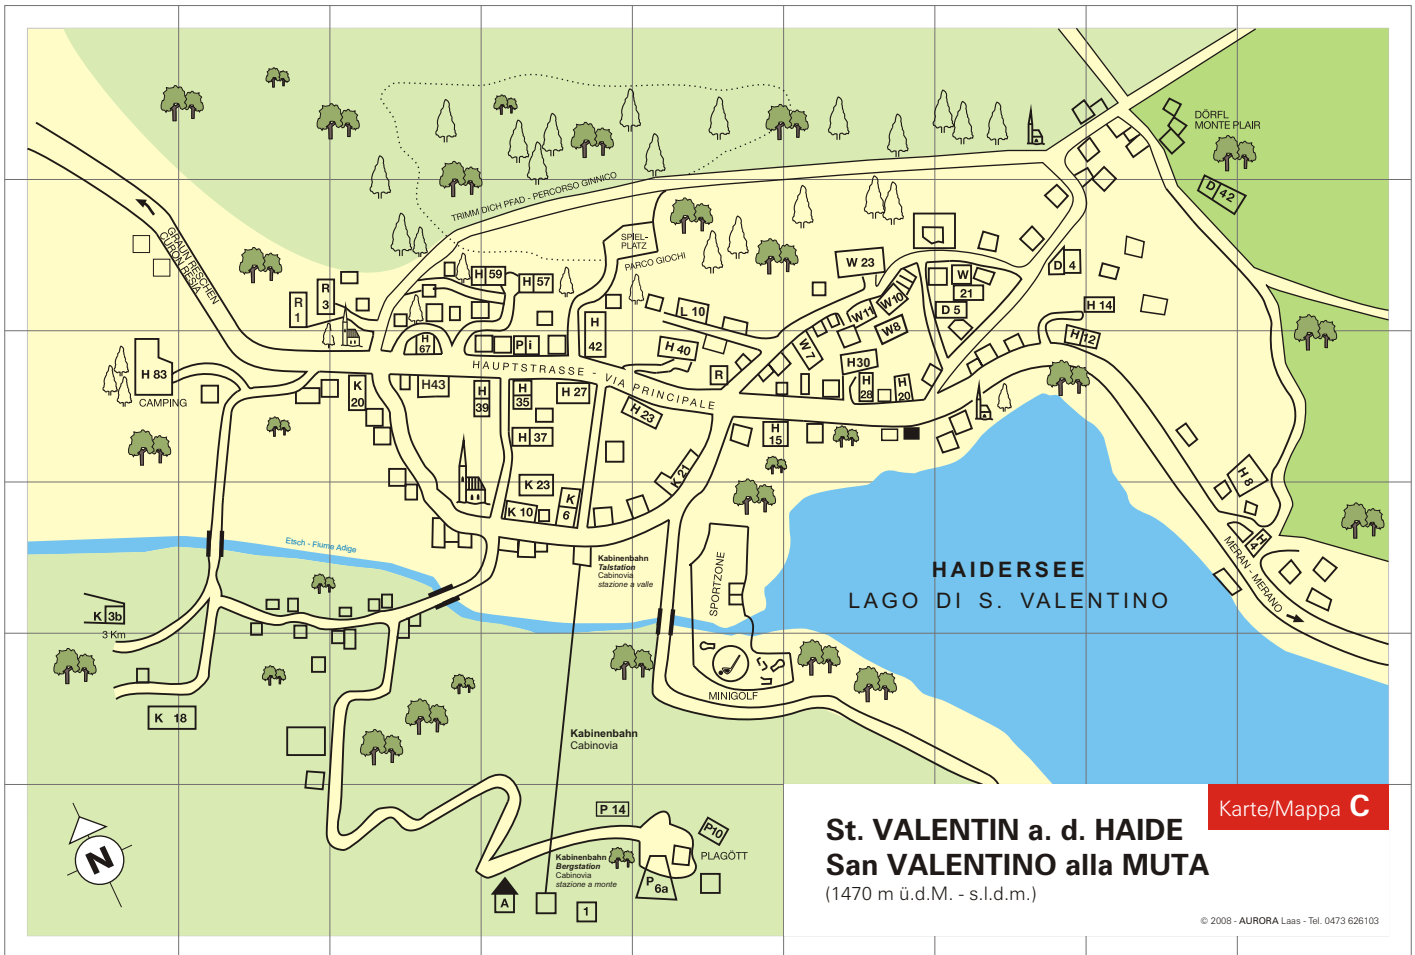 DÖRFL
MONTE PLAIR
D 42
TRIMM DICH PFAD - PERCORSO GINNICO
GRAUN RESCHEN
CURON RESIA
SPIEL-
PLATZ
PARCO GIOCHI
R
1
R
3
H 59
H 57
L 10
W 23
W
21
D 5
D 4
H 14
H 12
W10
W11
W8
W 7
H30
H
28
H
20
H
67
P i
H
42
H 40
R
HAUPTSTRASSE - VIA PRINCIPALE
H 83
CAMPING
K
20
H43
H
39
H
35
H 27
H 23
H 37
H
15
K 23
K 10
K
6
K 21
H 8
H
4
MERAN - MERANO
Etsch - Fiume Adige
Kabinenbahn
Talstation
Cabinovia
stazione a valle
SPORTZONE
HAIDERSEE
LAGO DI S. VALENTINO
K 3b
3 Km
K 18
MINIGOLF
Kabinenbahn
Cabinovia
P 14
P10
PLAGÖTT
Kabinenbahn
Bergstation
Cabinovia
stazione a monte
P
6a
A
1
N
Karte/Mappa C
St. VALENTIN a. d. HAIDE
San VALENTINO alla MUTA
(1470 m ü.d.M. - s.l.d.m.)
© 2008 - AURORA Laas - Tel. 0473 626103